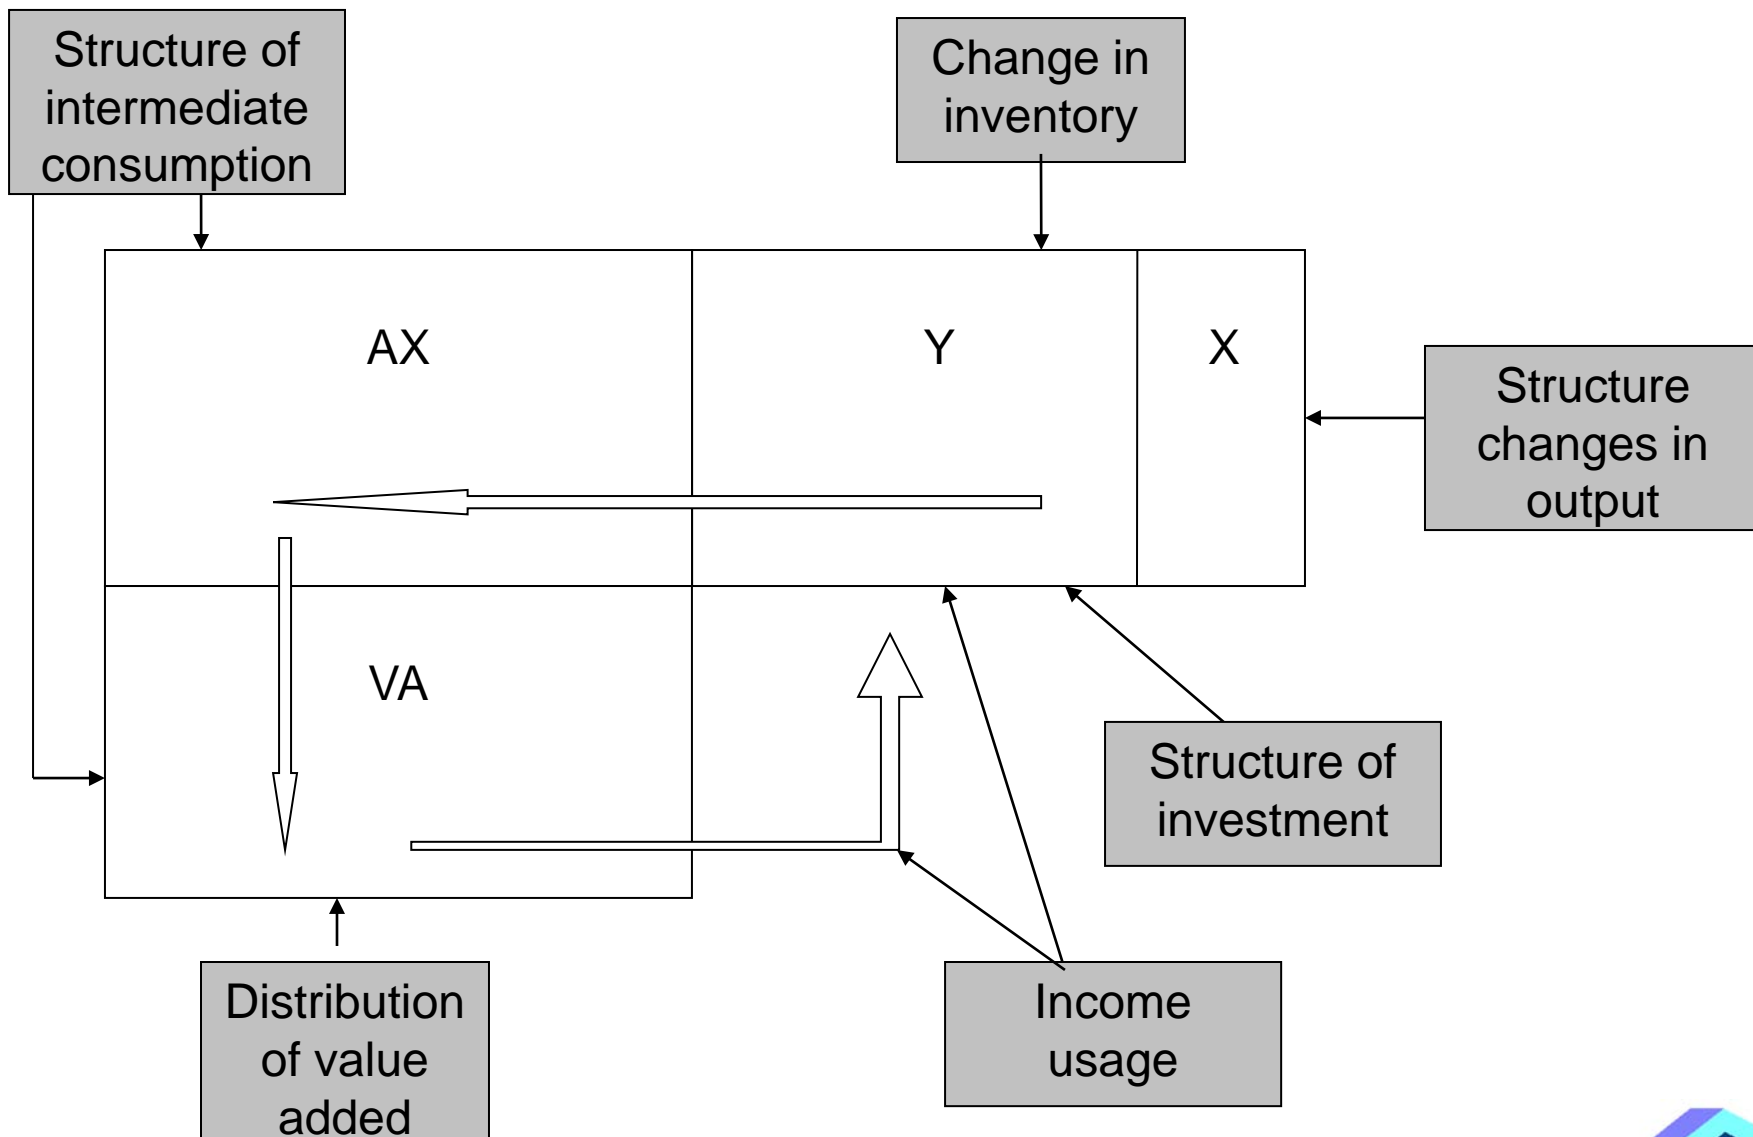 Structure of
intermediate
consumption
Change in
inventory
AX
Y
X
Structure
changes in
output
VA
Structure of
investment
Distribution
of value
added
Income
usage